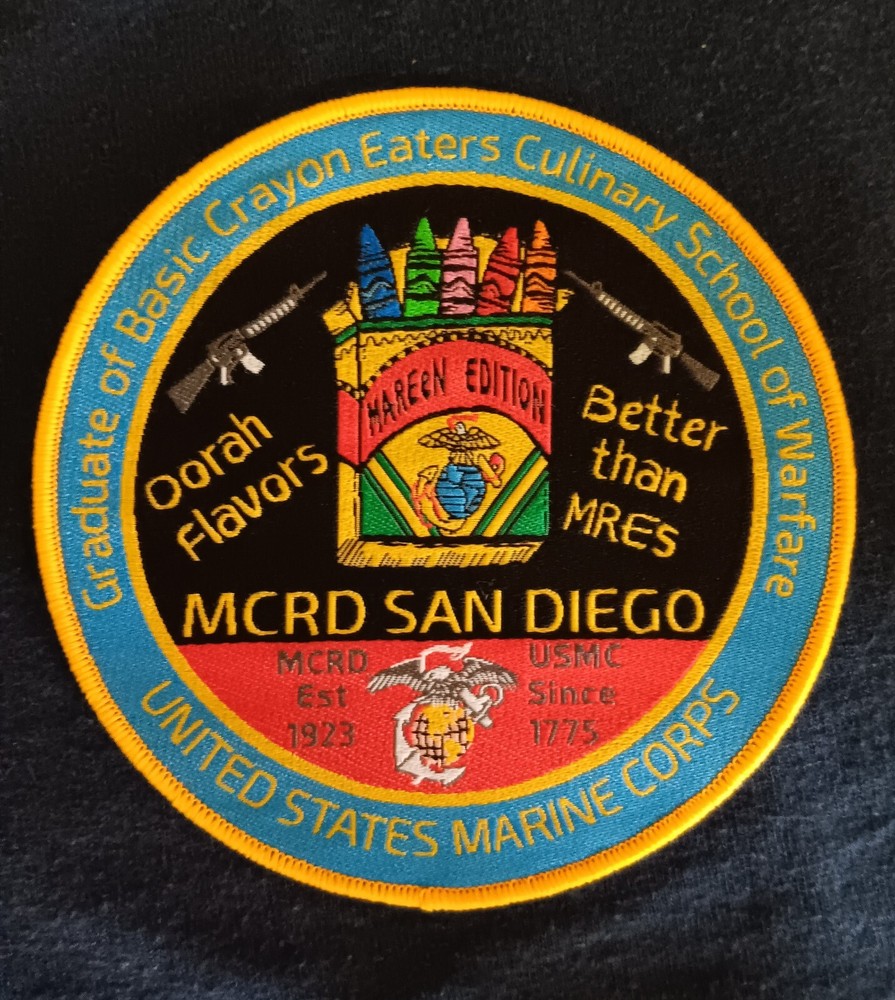 Graduate of Basic Crayon Eaters Culinary School of Warfare
MAREeN EDITION
Oorah
Flavors
Better
than
MREs
MCRD SAN DIEGO
MCRD
Est
1923
USMC
Since
1775
UNITED STATES MARINE CORPS